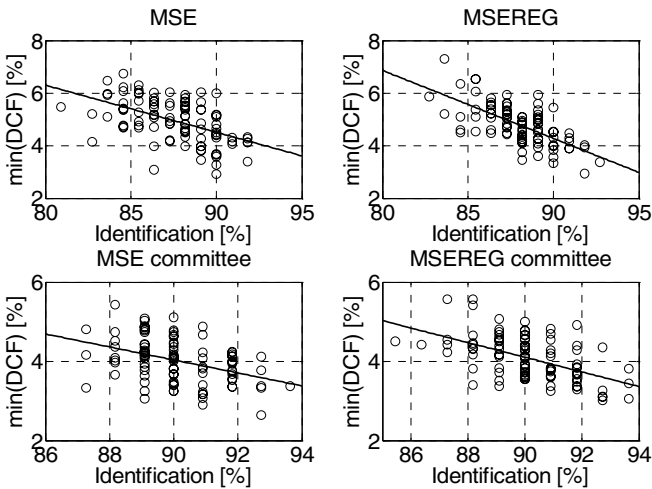 MSE
MSEREG
min(DCF) [%]
8
6
4
2
80
85
90
95
Identification [%]
min(DCF) [%]
8
6
4
2
80
85
90
95
Identification [%]
MSE committee
MSEREG committee
min(DCF) [%]
6
4
2
86
88
90
92
94
Identification [%]
min(DCF) [%]
6
4
2
86
88
90
92
94
Identification [%]